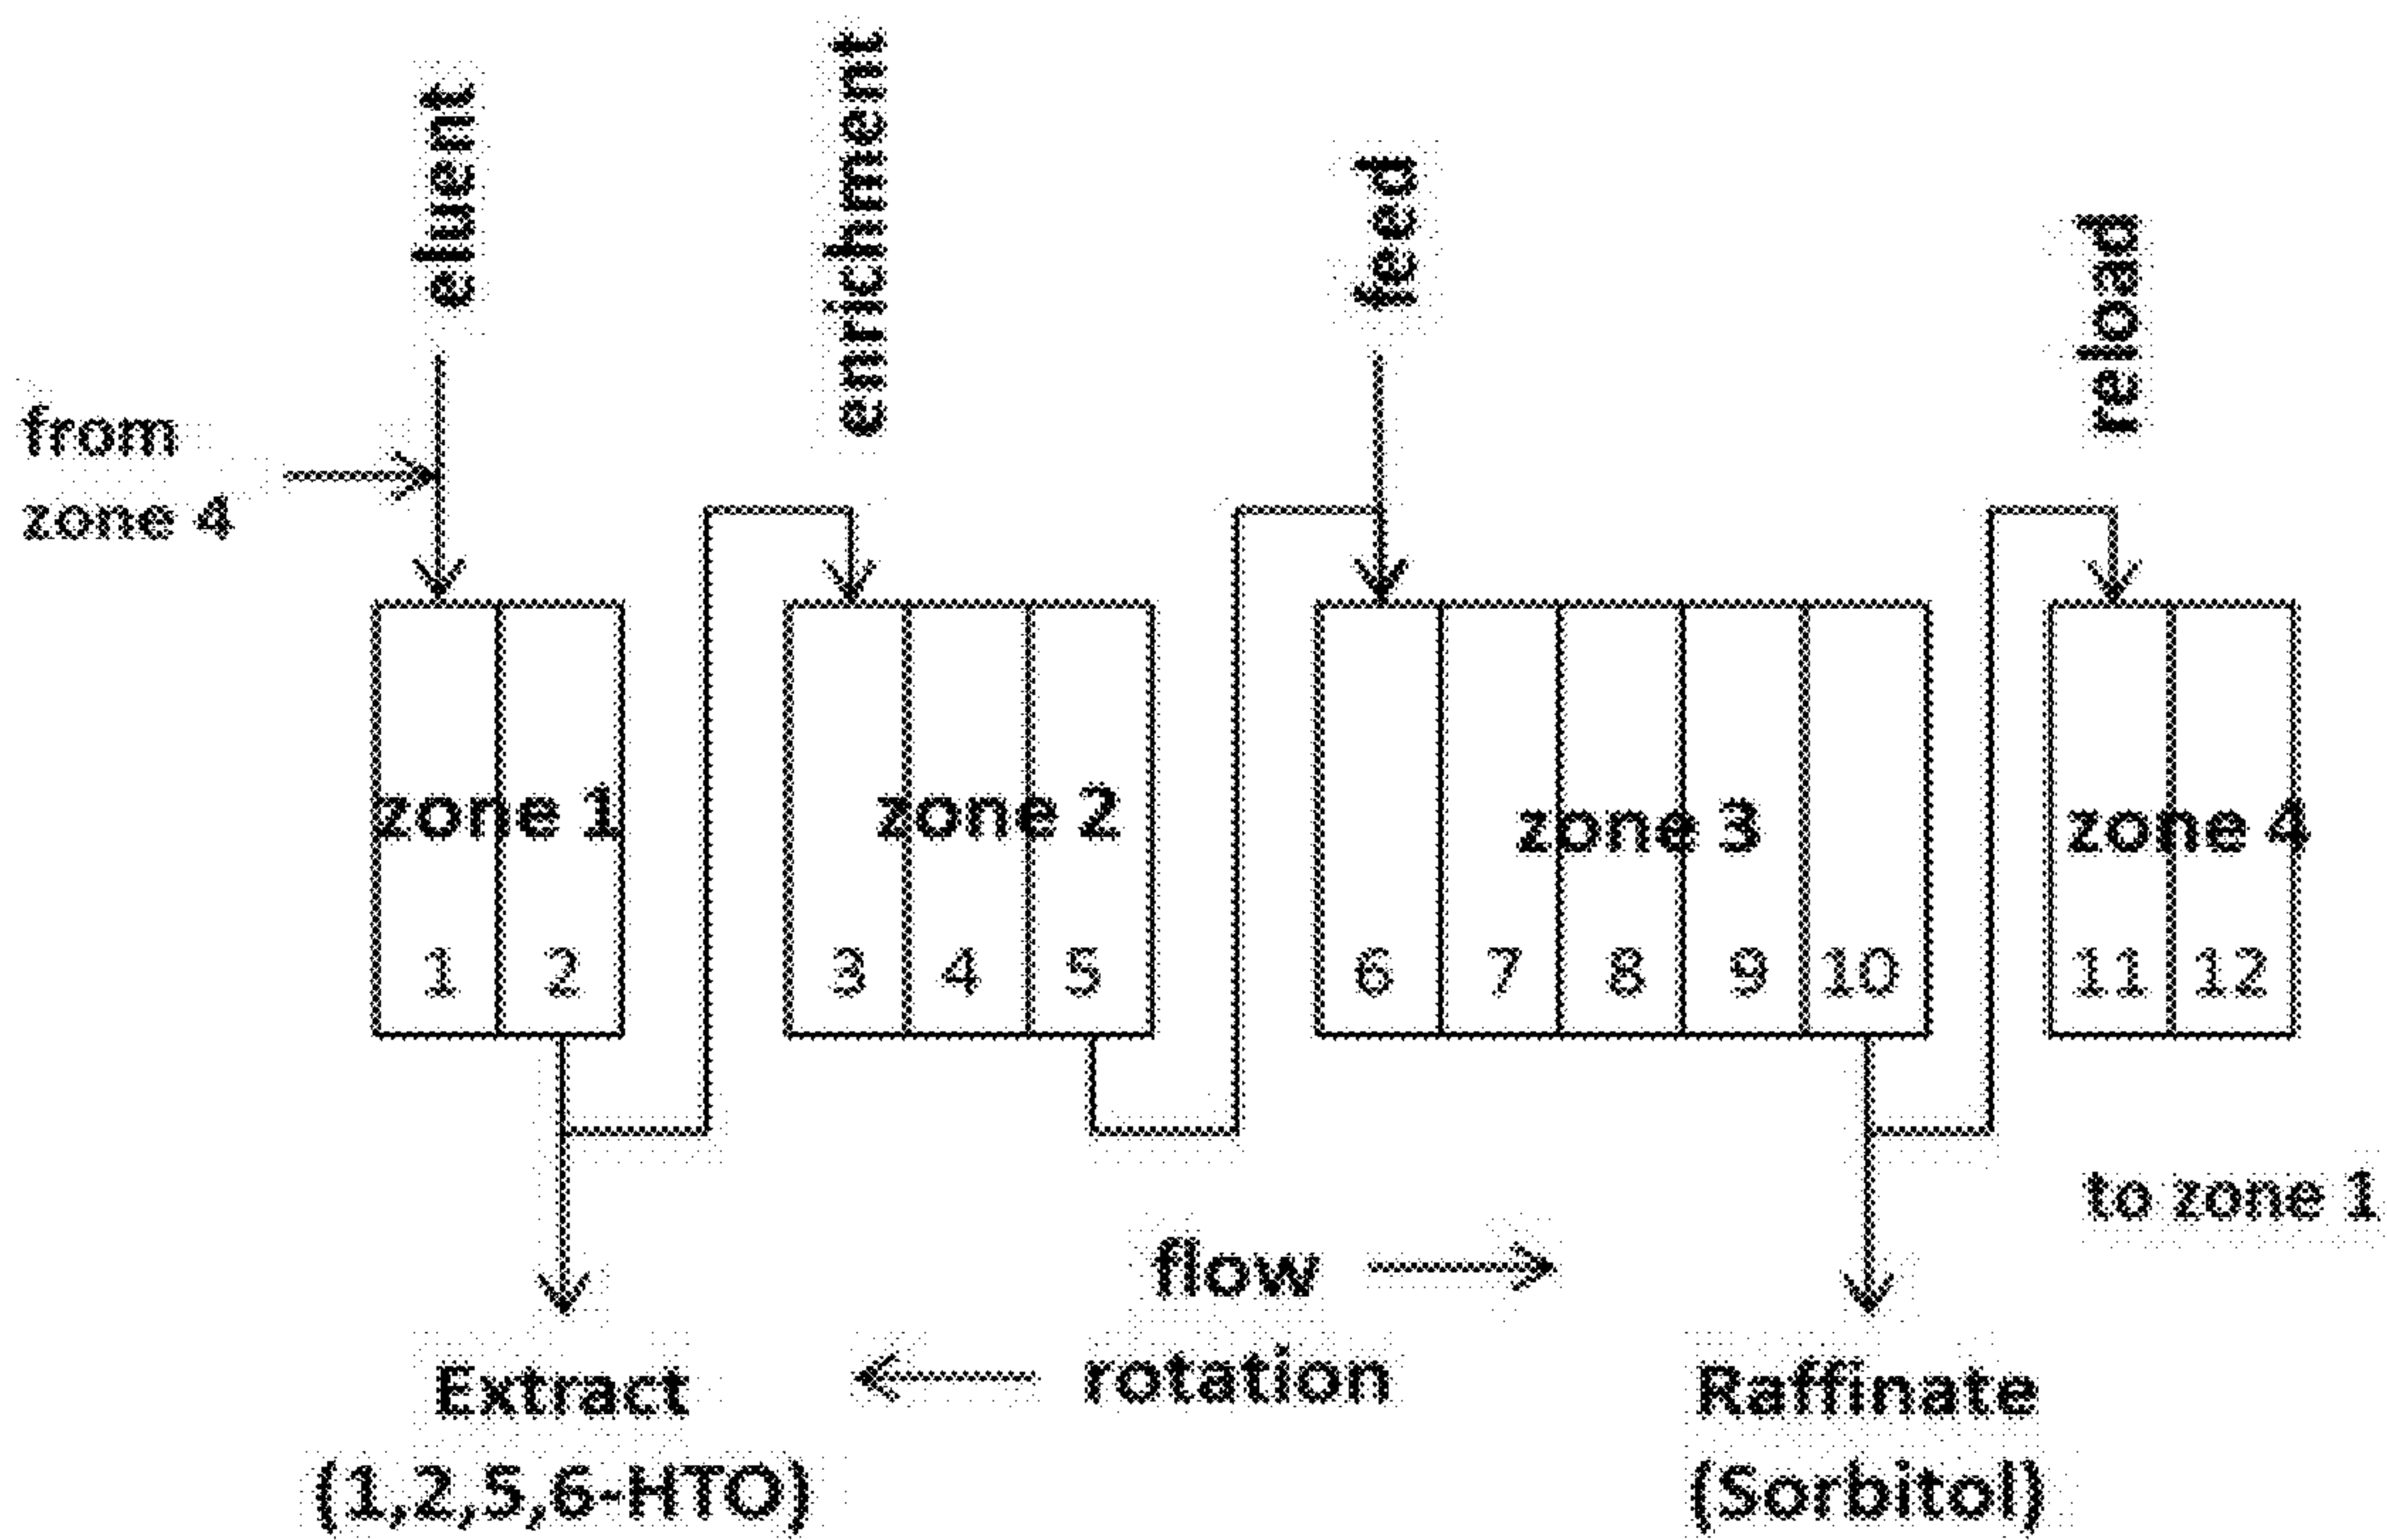 eluent
enrichment
feed
reload
from
zone 4
zone 1
zone 2
zone 3
zone 4
1
2
3
4
5
6
7
8
9
10
11
12
to zone 1
flow
rotation
Extract
(1,2,5,6-HTO)
Raffinate
(Sorbitol)